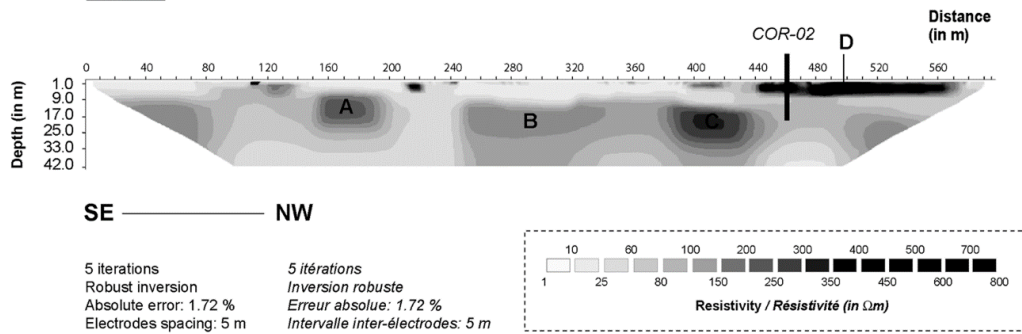 Distance
(in m)
COR-02
D
0 40 80 120 160 200 240 280 320 360 400 440 480 520 560
Depth (in m)
1.0
9.0
17.0
25.0
33.0
42.0
A
B
C
SE NW
5 iterations
Robust inversion
Absolute error: 1.72 %
Electrodes spacing: 5 m
5 itérations
Inversion robuste
Erreur absolue: 1.72 %
Intervalle inter-électrodes: 5 m
10 60 100 200 300 400 500 700
1 25 80 150 250 350 450 600 800
Resistivity / Résistivité (in Ωm)